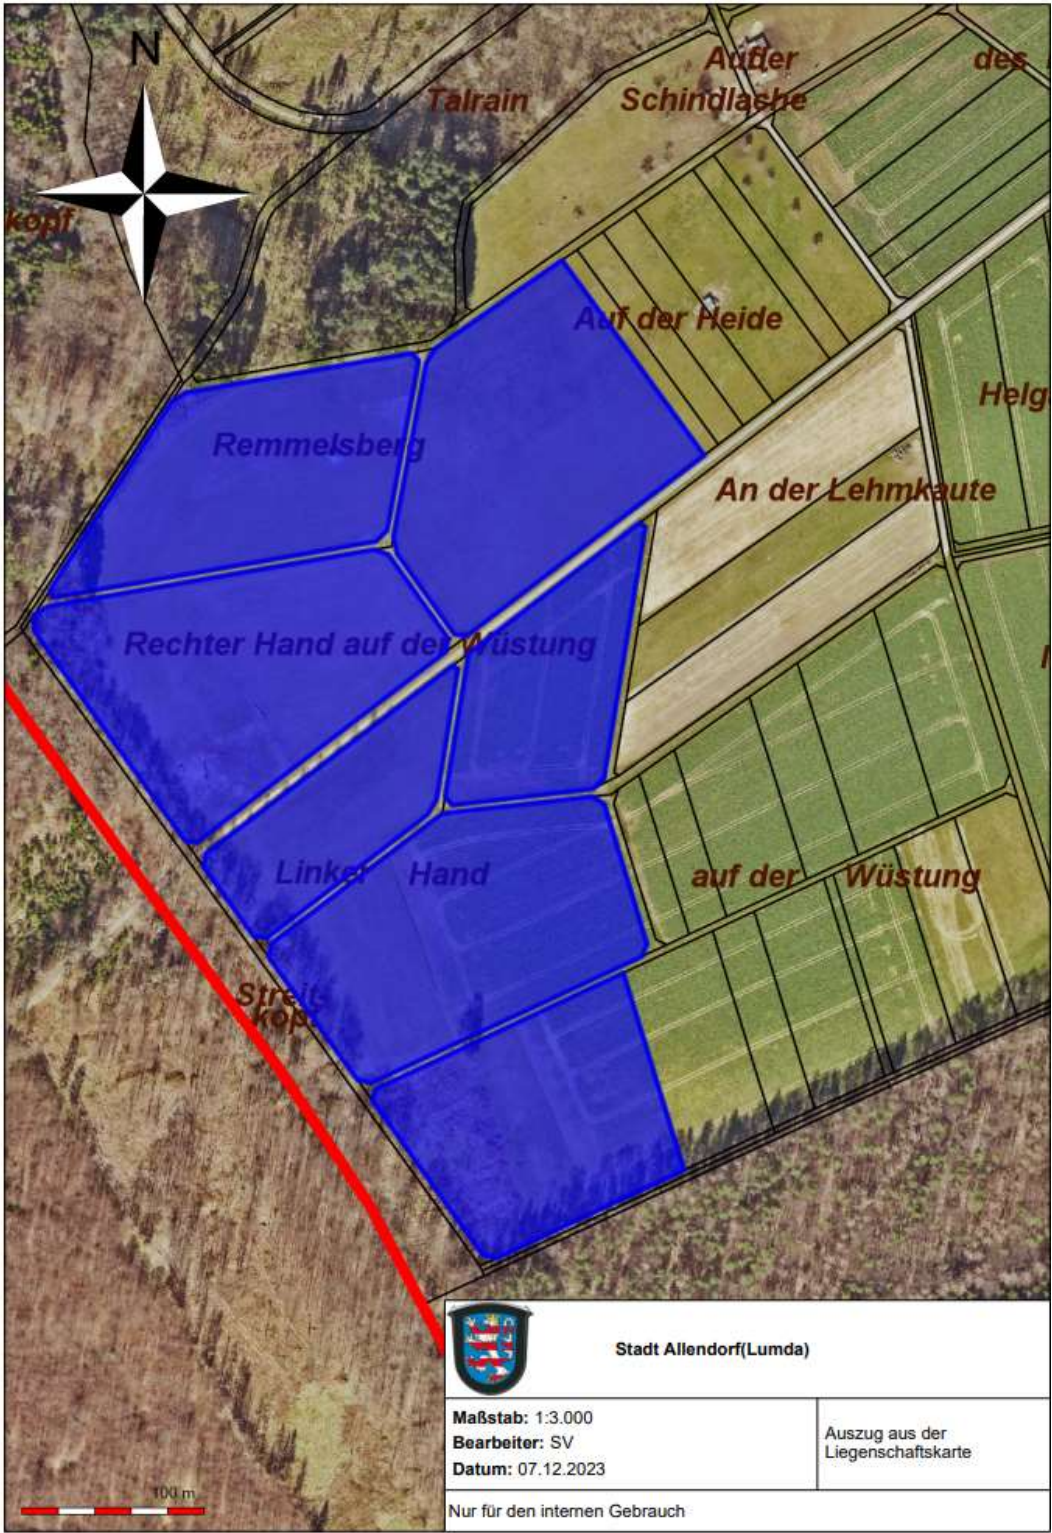 N
Außer
des
Talrain
Schindlache
kopf
Auf der Heide
Helg
Remmelsberg
An der Lehmkaute
Rechter Hand auf der Wüstung
Linker Hand
auf der Wüstung
Streit-
kopf
Stadt Allendorf(Lumda)
Maßstab: 1:3.000
Bearbeiter: SV
Datum: 07.12.2023
Auszug aus der
Liegenschaftskarte
100 m
Nur für den internen Gebrauch